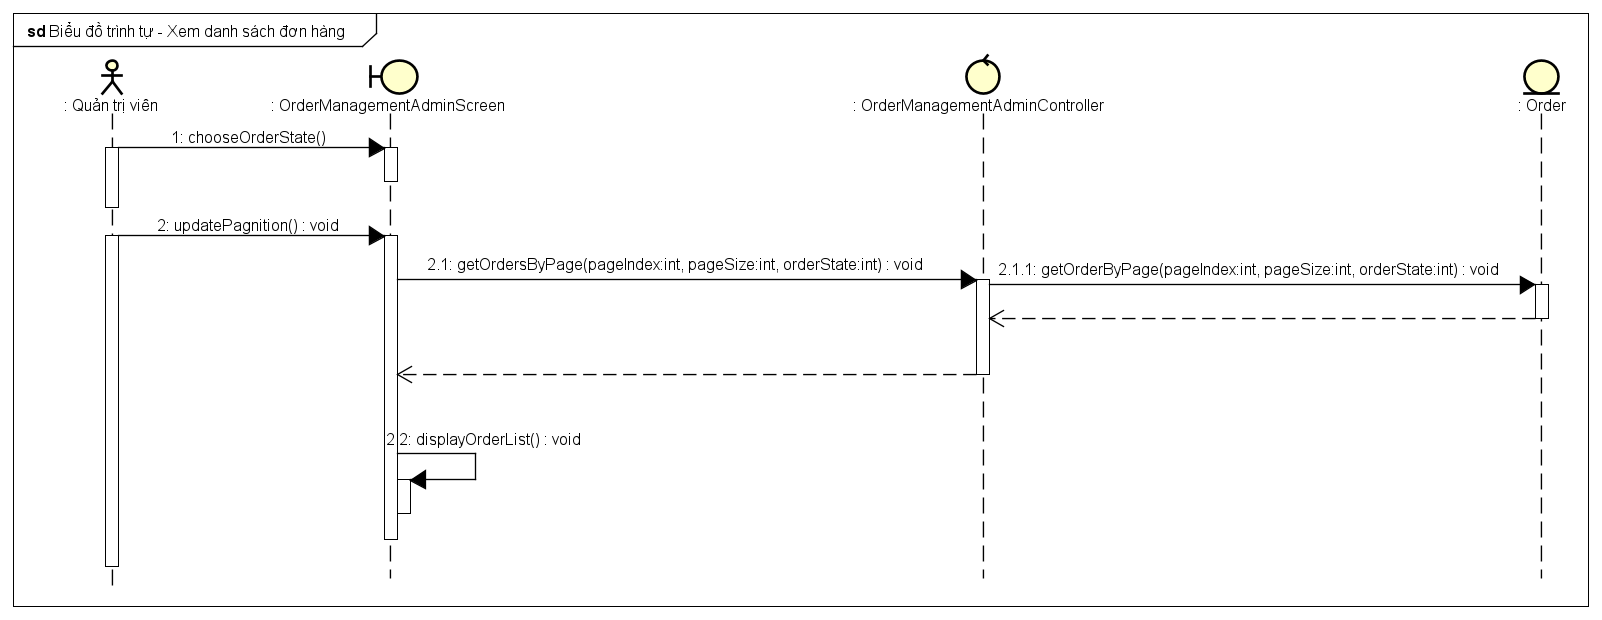 sd Biểu đồ trình tự - Xem danh sách đơn hàng
: Quản trị viên
: OrderManagementAdminScreen
: OrderManagementAdminController
: Order
1: chooseOrderState()
2: updatePagnition() : void
2.1: getOrdersByPage(pageIndex:int, pageSize:int, orderState:int) : void
2.1.1: getOrderByPage(pageIndex:int, pageSize:int, orderState:int) : void
2.2: displayOrderList() : void